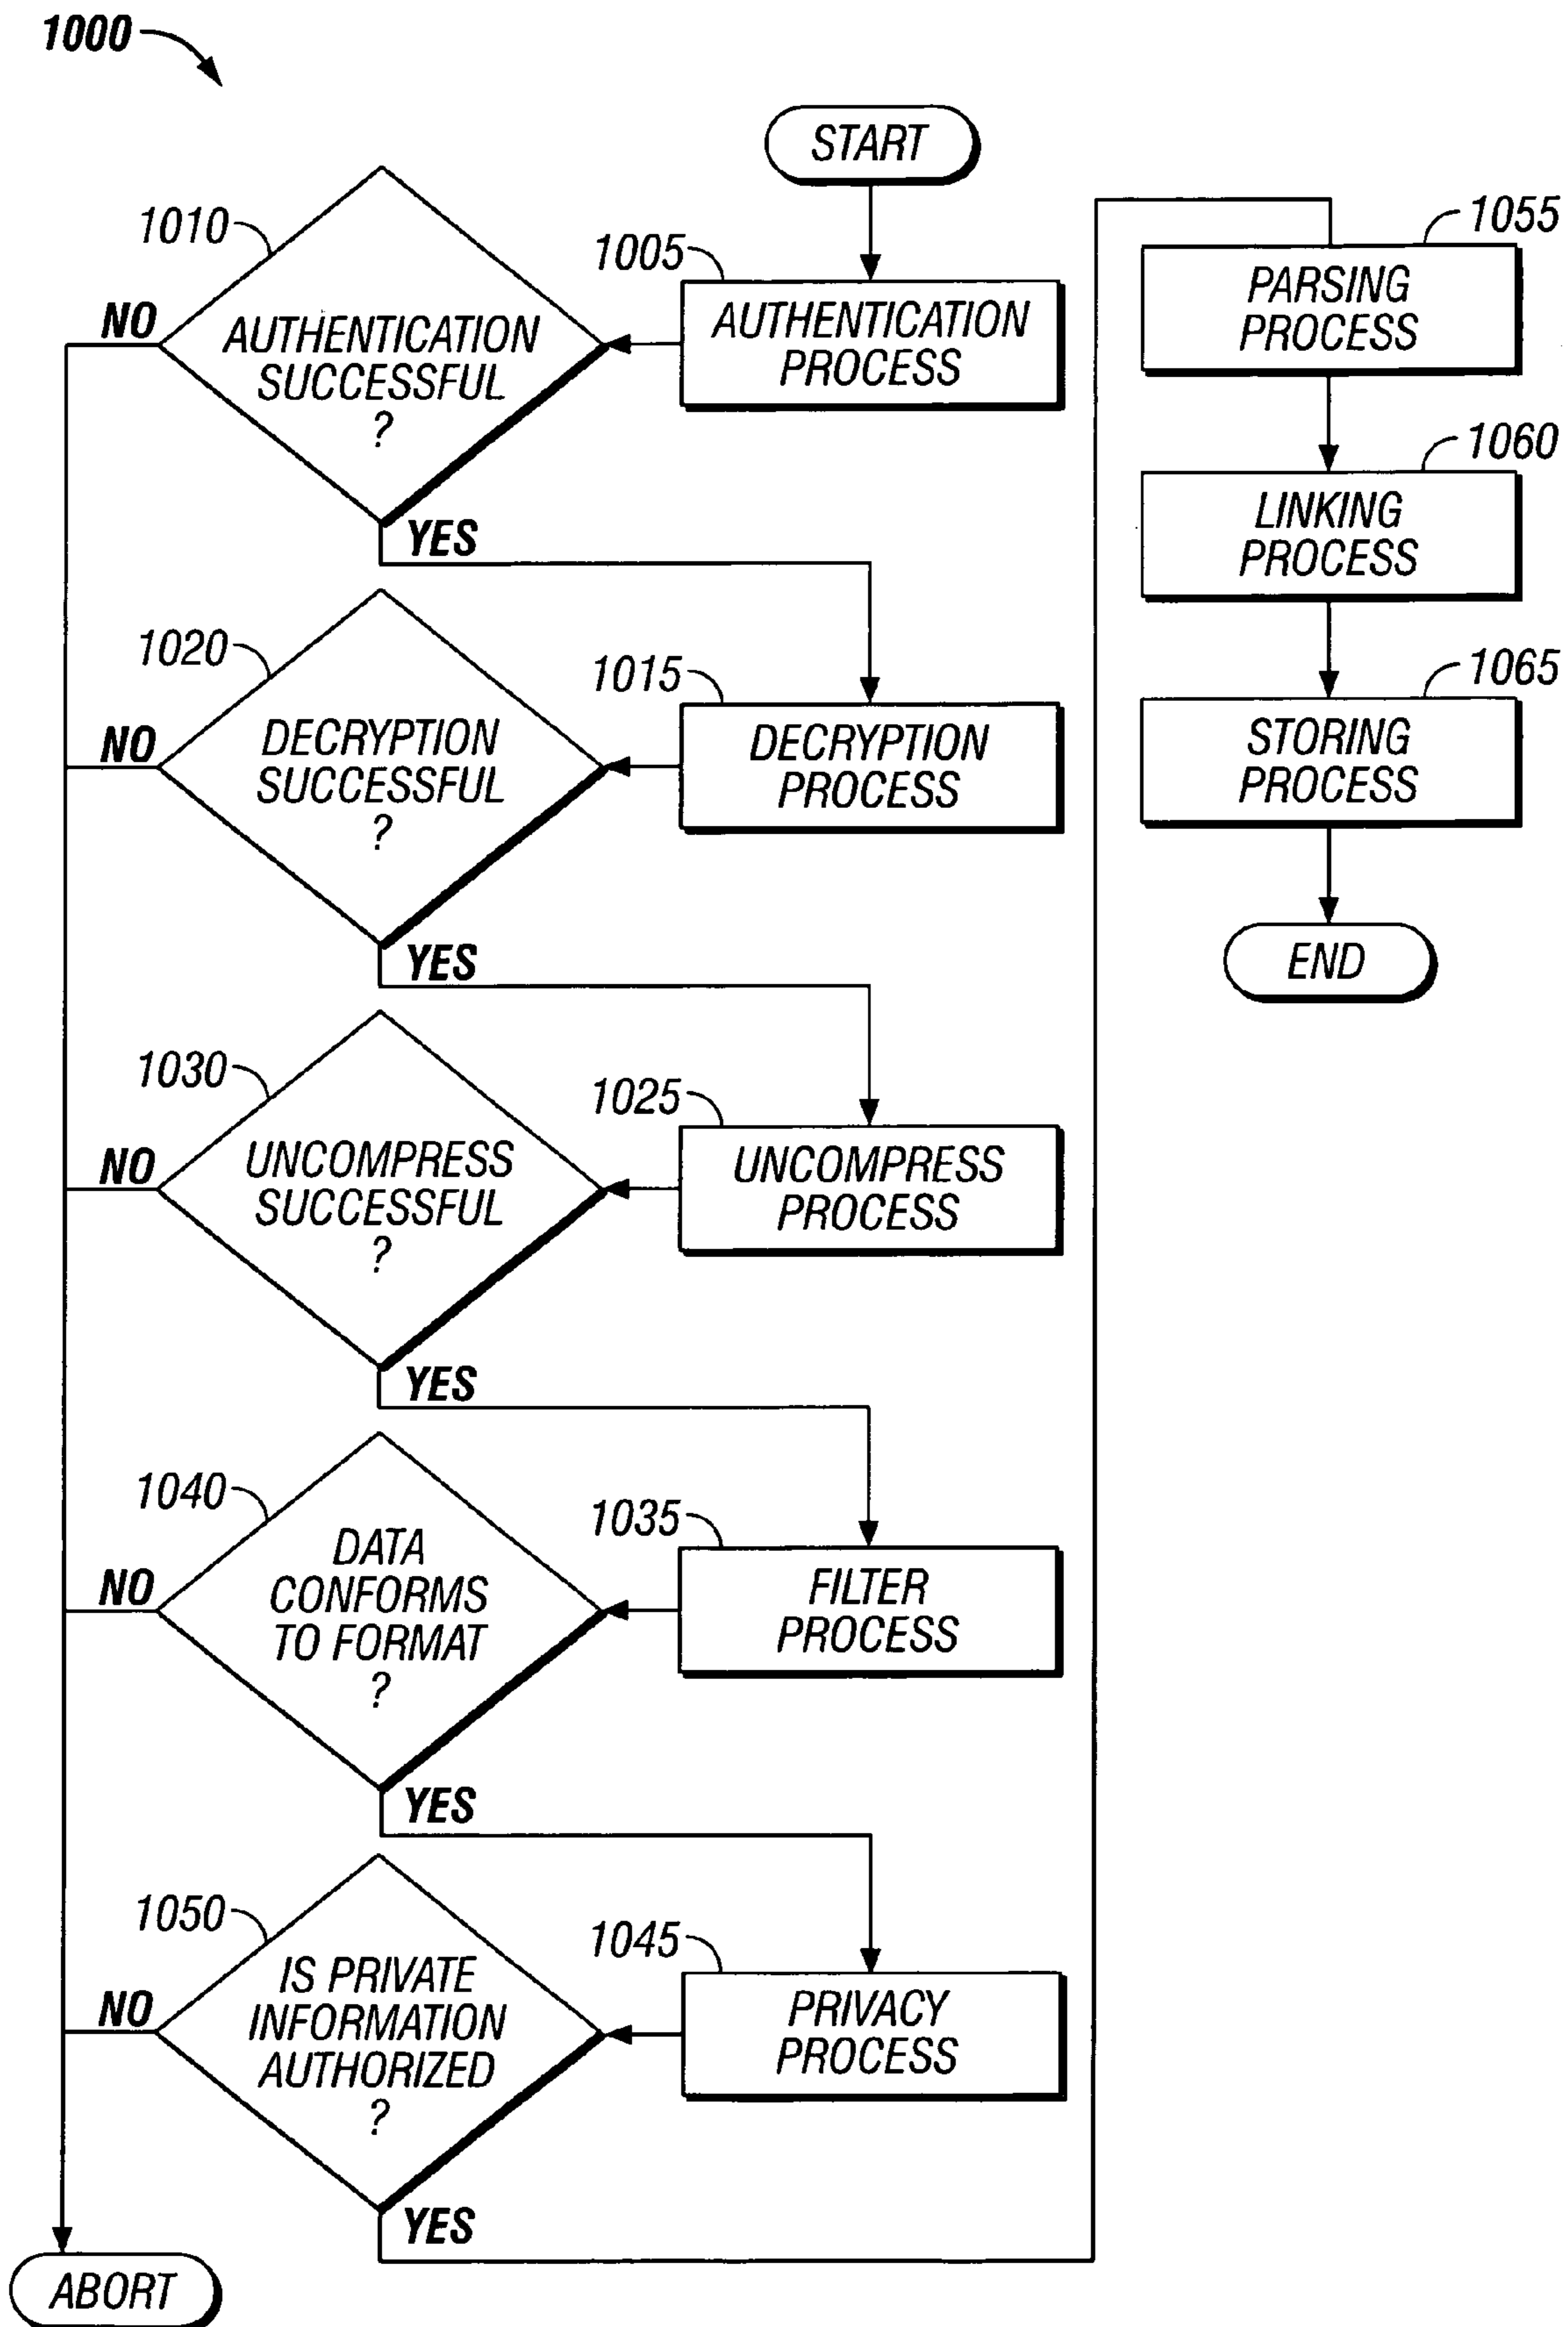 1000
START
1010
1005
AUTHENTICATION
PROCESS
AUTHENTICATION
SUCCESSFUL
?
NO
YES
1020
1015
DECRYPTION
PROCESS
DECRYPTION
SUCCESSFUL
?
NO
YES
1030
1025
UNCOMPRESS
PROCESS
UNCOMPRESS
SUCCESSFUL
?
NO
YES
1040
1035
FILTER
PROCESS
DATA
CONFORMS
TO FORMAT
?
NO
YES
1050
1045
PRIVACY
PROCESS
IS PRIVATE
INFORMATION
AUTHORIZED
?
NO
YES
ABORT
1055
PARSING
PROCESS
1060
LINKING
PROCESS
1065
STORING
PROCESS
END